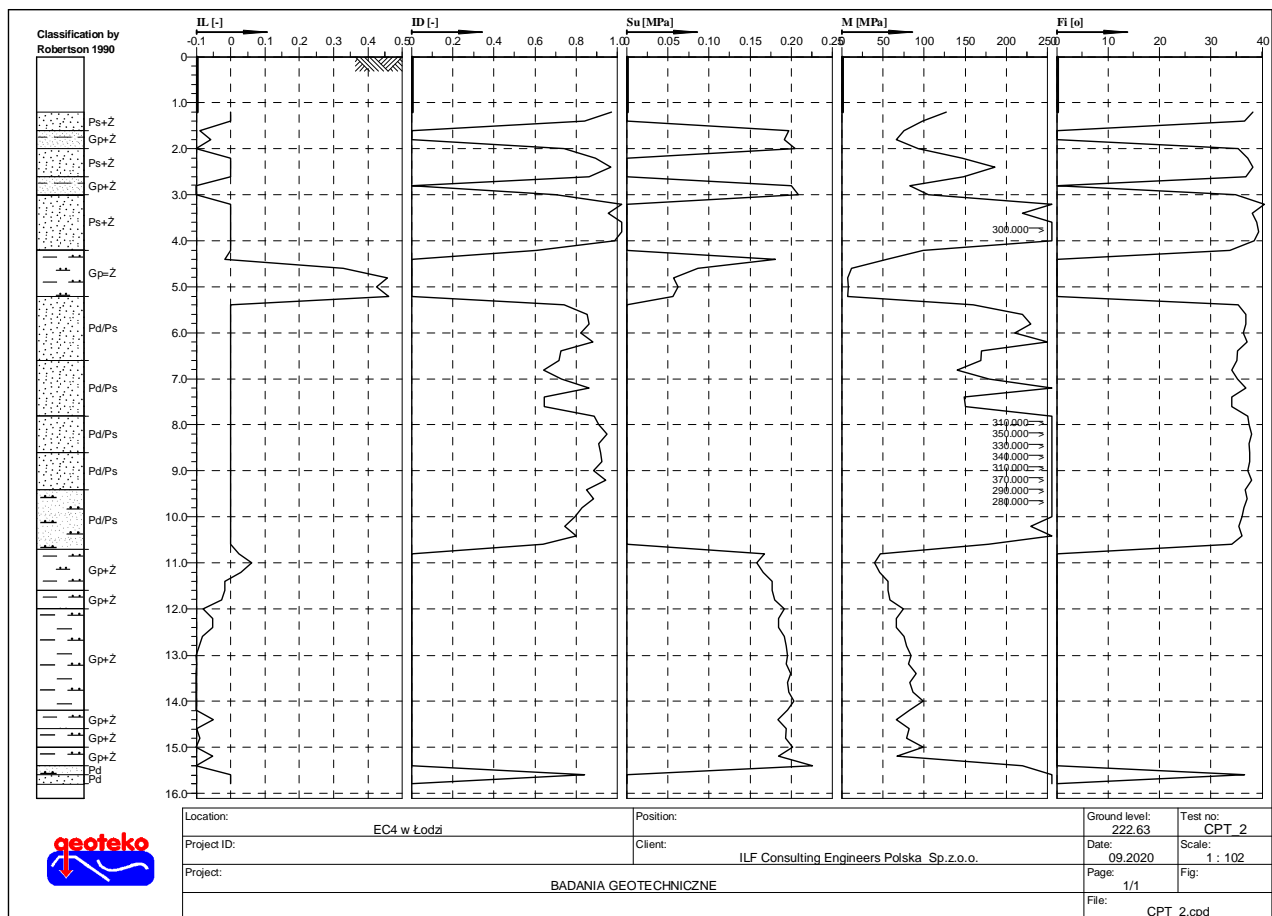 Classification by
Robertson 1990
IL [-]
-0.1 0 0.1 0.2 0.3 0.4 0.5
ID [-]
0 0.2 0.4 0.6 0.8 1.0
Su [MPa]
0 0.05 0.1 0.15 0.20 0.25
M [MPa]
0 50 100 150 200 250
Fi [o]
0 10 20 30 40
0
1.0
2.0
3.0
4.0
5.0
6.0
7.0
8.0
9.0
10.0
11.0
12.0
13.0
14.0
15.0
16.0
Ps+Ż
Gp+Ż
Ps+Ż
Gp+Ż
Ps+Ż
Gp=Ż
Pd/Ps
Pd/Ps
Pd/Ps
Pd/Ps
Pd/Ps
Gp+Ż
Gp+Ż
Gp+Ż
Gp+Ż
Gp+Ż
Gp+Ż
Pd
Pd
300.000
310.000
350.000
330.000
340.000
310.000
370.000
290.000
280.000
geoteko
Location:
EC4 w Łodzi
Position:
Ground level:
222.63
Test no:
CPT_2
Project ID:
Client:
ILF Consulting Engineers Polska Sp.z.o.o.
Date:
09.2020
Scale:
1 : 102
Project:
BADANIA GEOTECHNICZNE
Page:
1/1
Fig:
File:
CPT_2.cpd